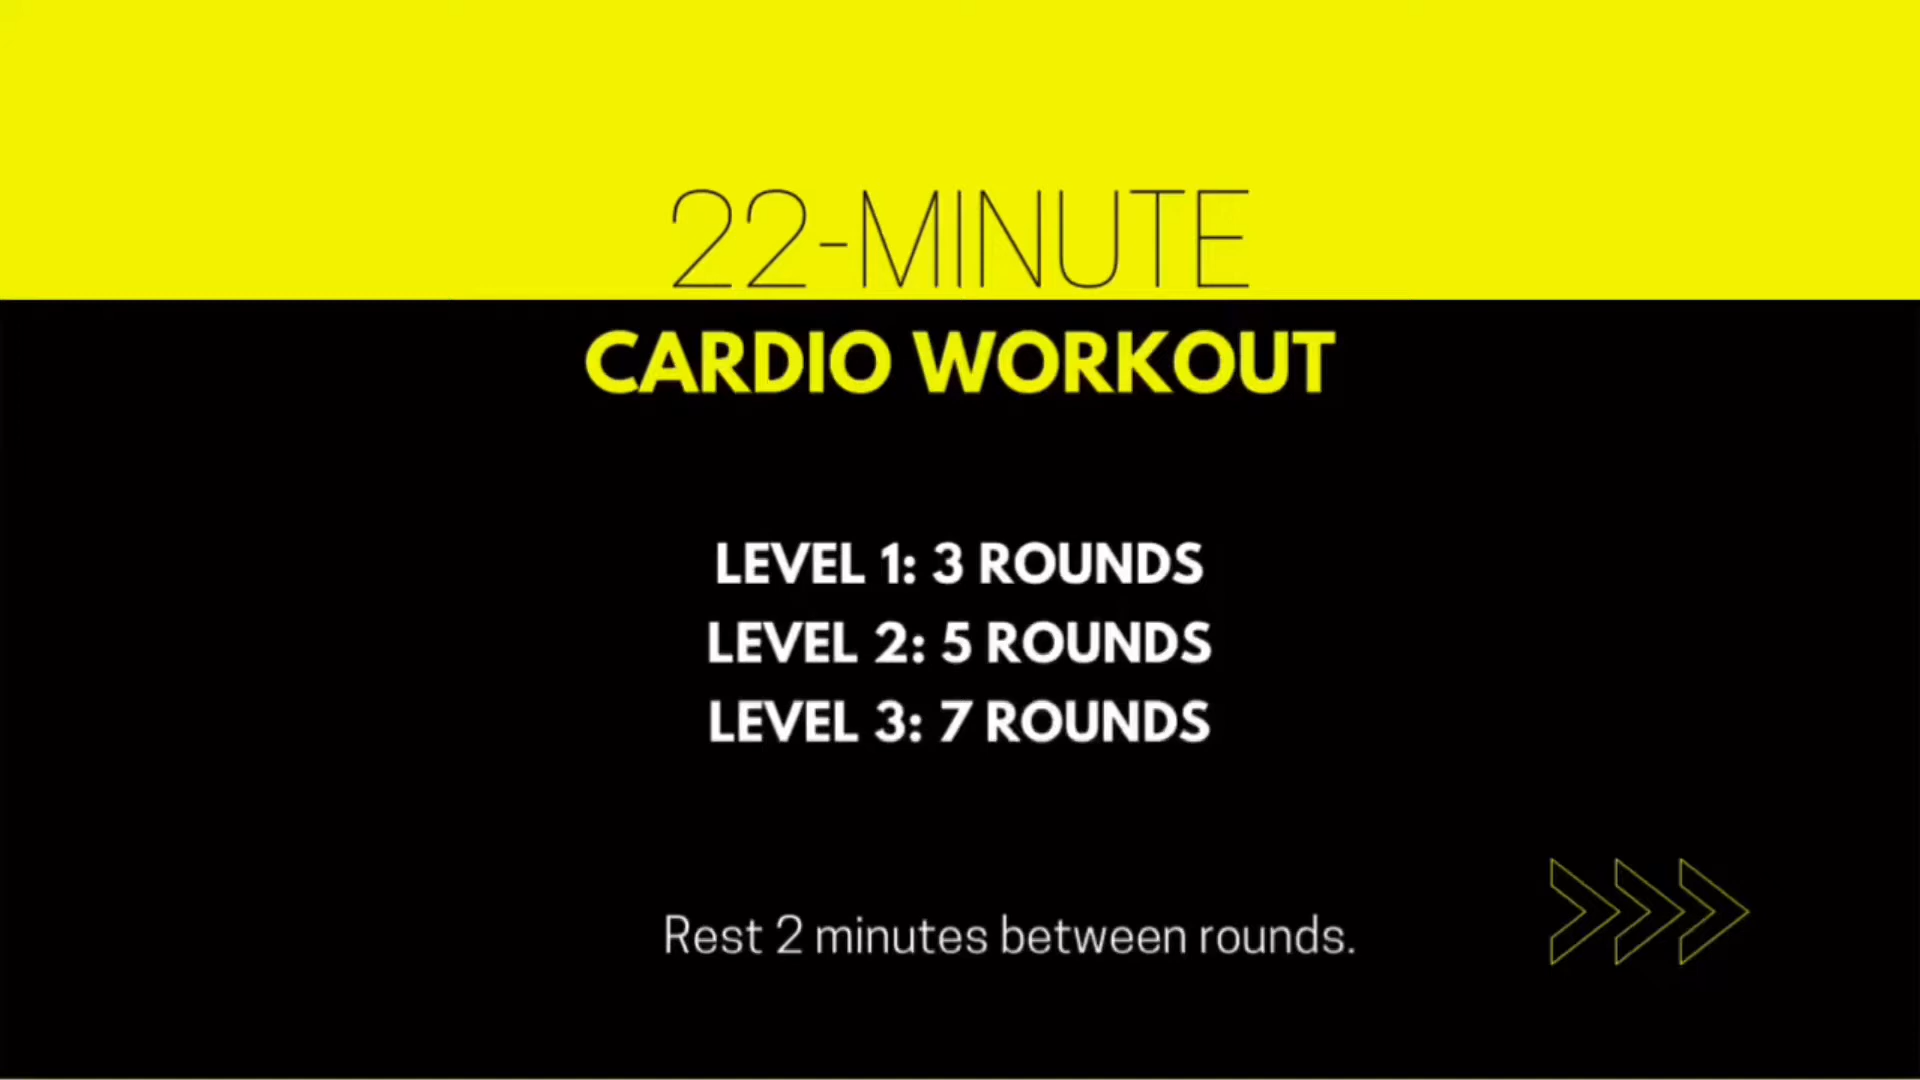 22-MINUTE
CARDIO WORKOUT
LEVEL 1: 3 ROUNDS
LEVEL 2: 5 ROUNDS
LEVEL 3: 7 ROUNDS
Rest 2 minutes between rounds.